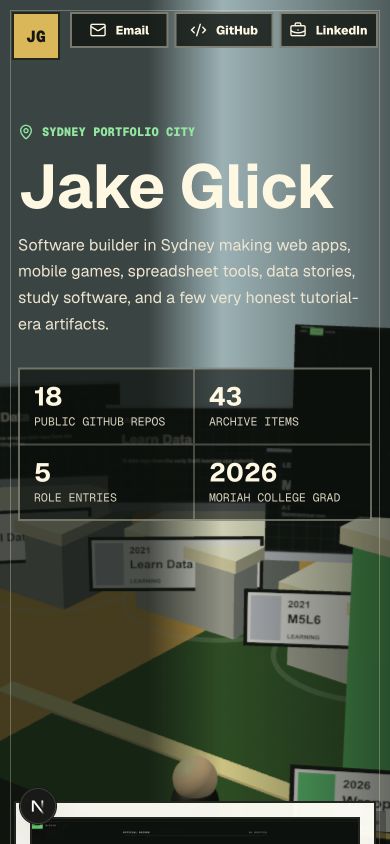 JG
Email
GitHub
LinkedIn
SYDNEY PORTFOLIO CITY
Jake Glick
Software builder in Sydney making web apps,
mobile games, spreadsheet tools, data stories,
study software, and a few very honest tutorial-
era artifacts.
18
PUBLIC GITHUB REPOS
43
ARCHIVE ITEMS
5
ROLE ENTRIES
2026
MORIAH COLLEGE GRAD
Learn Data
2021
Learn Data
LEARNING
2021
M5L6
LEARNING
2026
N